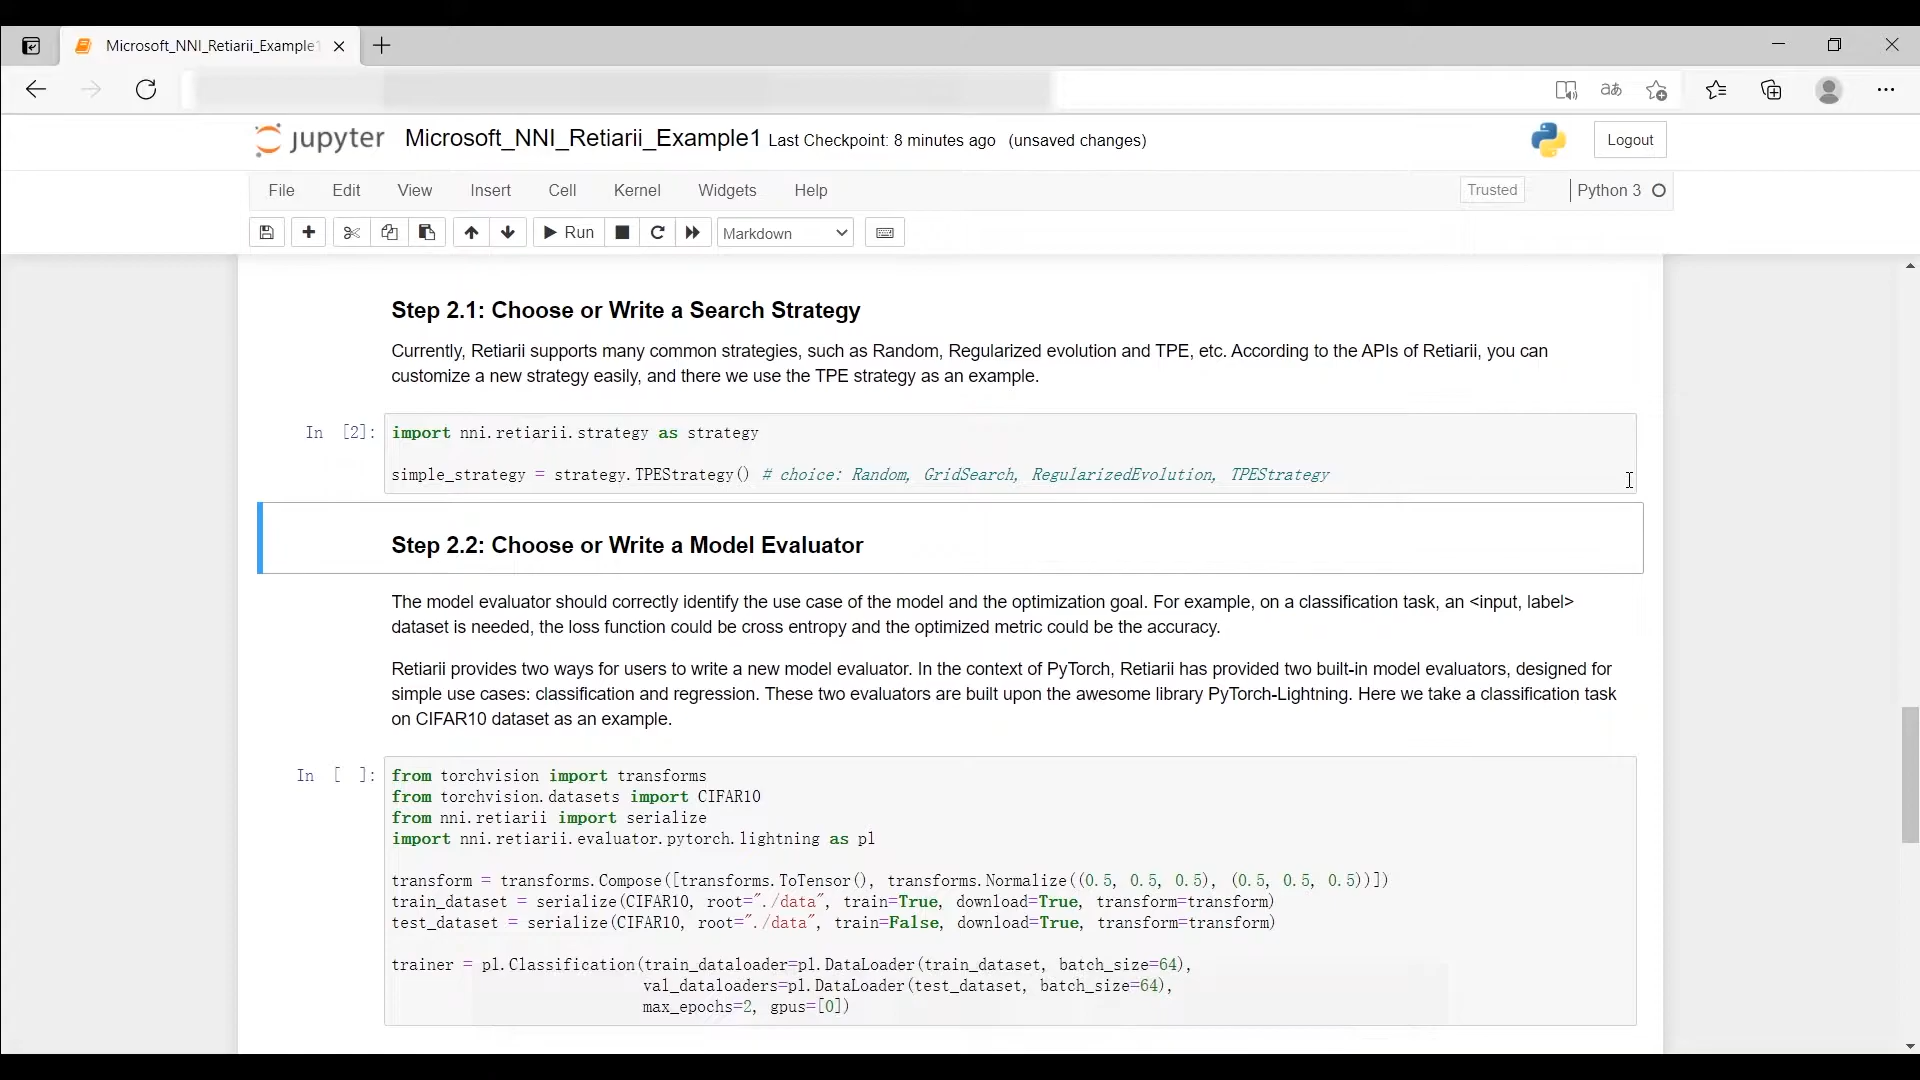 Microsoft_NNI_Retiarii_Example1
jupyter Microsoft_NNI_Retiarii_Example1 Last Checkpoint: 8 minutes ago (unsaved changes)
Logout
File Edit View Insert Cell Kernel Widgets Help Trusted Python 3
Run Markdown
Step 2.1: Choose or Write a Search Strategy
Currently, Retiarii supports many common strategies, such as Random, Regularized evolution and TPE, etc. According to the APIs of Retiarii, you can
customize a new strategy easily, and there we use the TPE strategy as an example.
In [2]: import nni.retiarii.strategy as strategy
simple_strategy = strategy.TPEStrategy() # choice: Random, GridSearch, RegularizedEvolution, TPEStrategy
Step 2.2: Choose or Write a Model Evaluator
The model evaluator should correctly identify the use case of the model and the optimization goal. For example, on a classification task, an <input, label>
dataset is needed, the loss function could be cross entropy and the optimized metric could be the accuracy.
Retiarii provides two ways for users to write a new model evaluator. In the context of PyTorch, Retiarii has provided two built-in model evaluators, designed for
simple use cases: classification and regression. These two evaluators are built upon the awesome library PyTorch-Lightning. Here we take a classification task
on CIFAR10 dataset as an example.
In [ ]: from torchvision import transforms
from torchvision.datasets import CIFAR10
from nni.retiarii import serialize
import nni.retiarii.evaluator.pytorch.lightning as pl
transform = transforms.Compose([transforms.ToTensor(), transforms.Normalize((0.5, 0.5, 0.5), (0.5, 0.5, 0.5))])
train_dataset = serialize(CIFAR10, root="./data", train=True, download=True, transform=transform)
test_dataset = serialize(CIFAR10, root="./data", train=False, download=True, transform=transform)
trainer = pl.Classification(train_dataloader=pl.DataLoader(train_dataset, batch_size=64),
val_dataloaders=pl.DataLoader(test_dataset, batch_size=64),
max_epochs=2, gpus=[0])